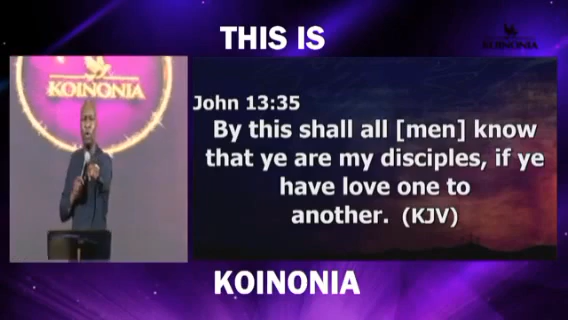 THIS IS
KOINONIA
KOINONIA
John 13:35
By this shall all [men] know
that ye are my disciples, if ye
have love one to
another. (KJV)
KOINONIA